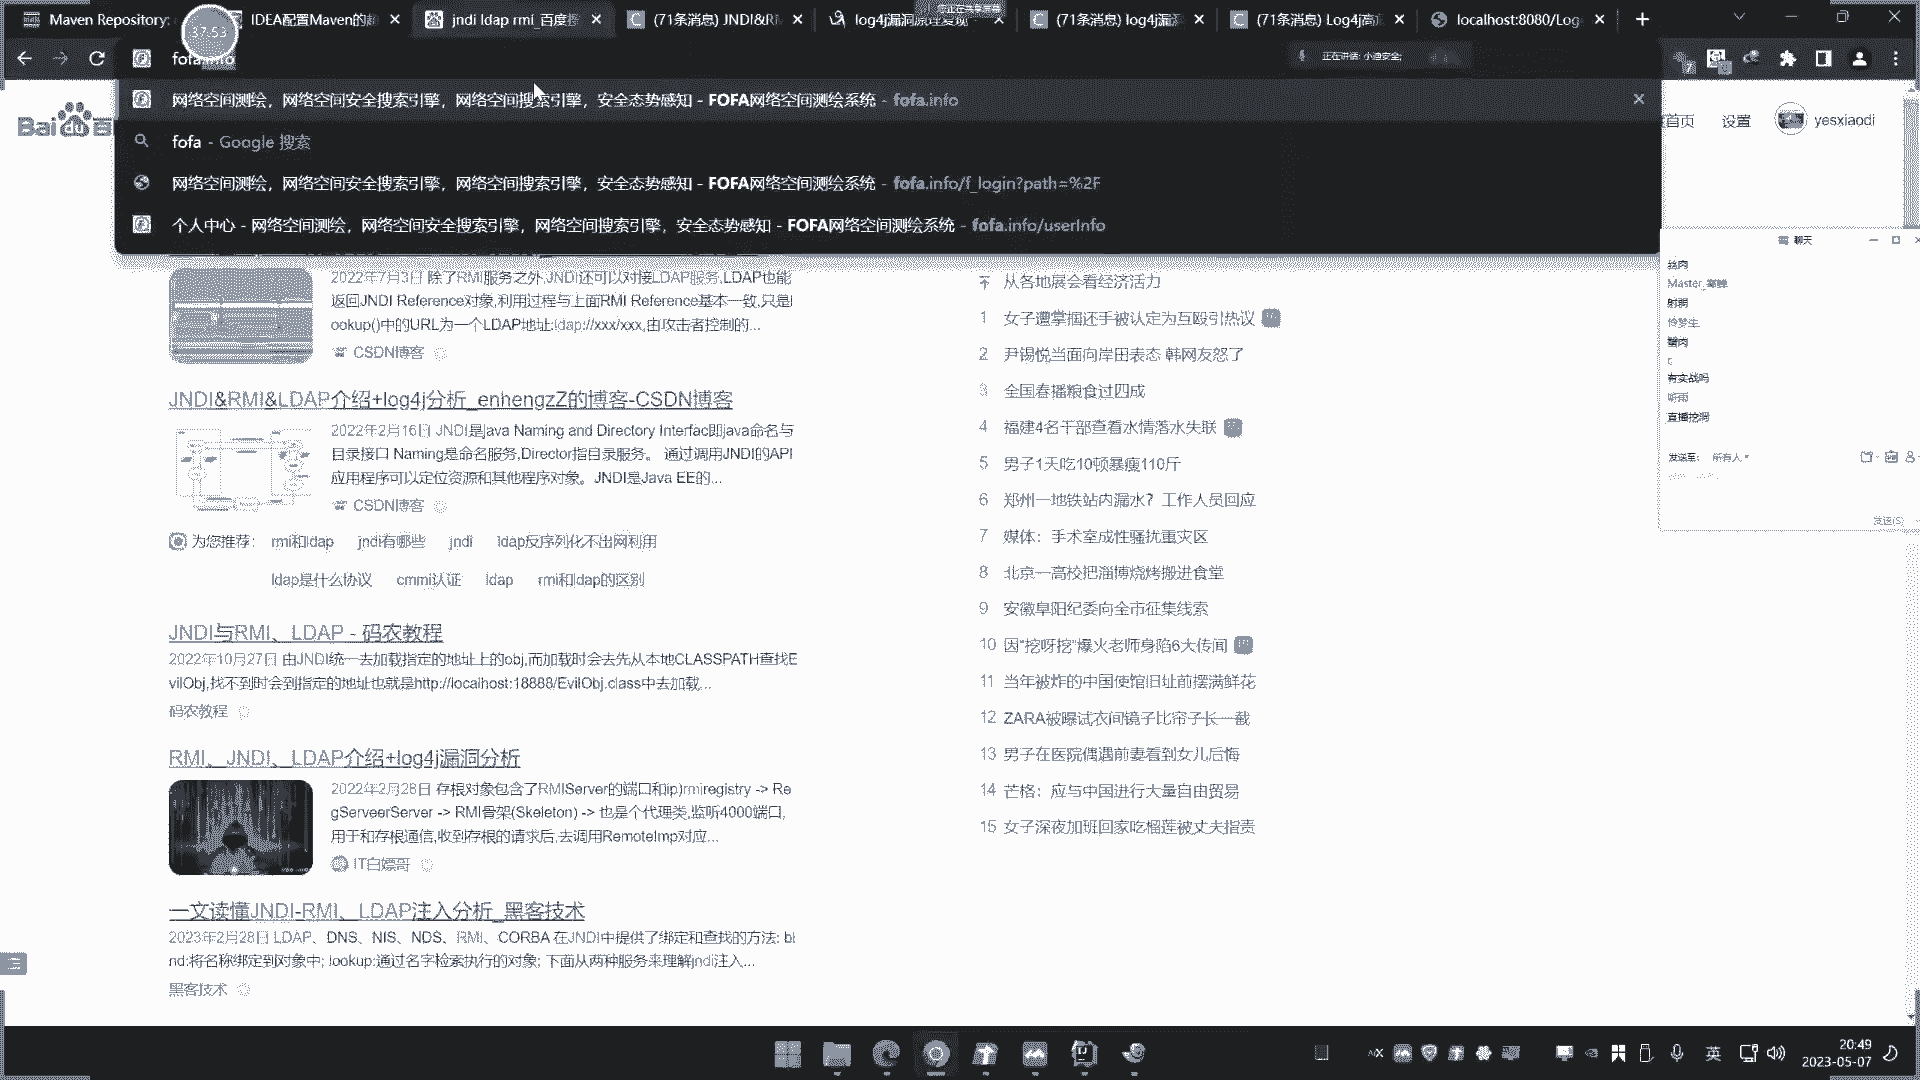 Maven Repository:
IDEA配置Maven的超
jndi ldap rmi_百度搜
(71条消息) JNDI&RM
log4j漏洞原理复现
(71条消息) log4j漏洞
(71条消息) Log4j高
localhost:8080/Log
37:53
fofa.info
正在讲话: 小迪安全;
网络空间测绘，网络空间安全搜索引擎，网络空间搜索引擎，安全态势感知 - FOFA网络空间测绘系统 - fofa.info
fofa - Google 搜索
网络空间测绘，网络空间安全搜索引擎，网络空间搜索引擎，安全态势感知 - FOFA网络空间测绘系统 - fofa.info/f_login?path=%2F
个人中心 - 网络空间测绘，网络空间安全搜索引擎，网络空间搜索引擎，安全态势感知 - FOFA网络空间测绘系统 - fofa.info/userInfo
Bai du 百
首页 设置 yesxiaodi
2022年7月3日 除了RMI服务之外,JNDI还可以对接LDAP服务,LDAP也能
返回JNDI Reference对象,利用过程与上面RMI Reference基本一致,只是l
ookup()中的URL为一个LDAP地址:ldap://xxx/xxx,由攻击者控制的...
CSDN博客
JNDI&RMI&LDAP介绍+log4j分析_enhengzZ的博客-CSDN博客
2022年2月16日 JNDI是Java Naming and Directory Interfac即java命名与
目录接口 Naming是命名服务,Director指目录服务。 通过调用JNDI的API
应用程序可以定位资源和其他程序对象。JNDI是Java EE的...
CSDN博客
为您推荐: rmi和ldap jndi有哪些 jndi ldap反序列化不出网利用
ldap是什么协议 cmmi认证 ldap rmi和ldap的区别
JNDI与RMI、LDAP - 码农教程
2022年10月27日 由JNDI统一去加载指定的地址上的obj,而加载时会去先从本地CLASSPATH查找E
vilObj,找不到时会到指定的地址也就是http://localhost:18888/EvilObj.class中去加载...
码农教程
RMI、JNDI、LDAP介绍+log4j漏洞分析
2022年2月28日 存根对象包含了RMIServer的端口和ip)rmiregistry -> Re
gServeerServer -> RMI骨架(Skeleton) -> 也是个代理类,监听4000端口,
用于和存根通信,收到存根的请求后,去调用RemoteImp对应...
IT白嫖哥
一文读懂JNDI-RMI、LDAP注入分析_黑客技术
2023年2月28日 LDAP、DNS、NIS、NDS、RMI、CORBA 在JNDI中提供了绑定和查找的方法: bi
nd:将名称绑定到对象中; lookup:通过名字检索执行的对象; 下面从两种服务来理解jndi注入...
黑客技术
从各地展会看经济活力
1 女子遭掌掴还手被认定为互殴引热议
2 尹锡悦当面向岸田表态 韩网友怒了
3 全国春播粮食过四成
4 福建4名干部查看水情落水失联
5 男子1天吃10顿暴瘦110斤
6 郑州一地铁站内漏水？工作人员回应
7 媒体：手术室成性骚扰重灾区
8 北京一高校把淄博烧烤搬进食堂
9 安徽阜阳纪委向全市征集线索
10 因“挖呀挖”爆火老师身陷6大传闻
11 当年被炸的中国使馆旧址前摆满鲜花
12 ZARA被曝试衣间镜子比帘子长一截
13 男子在医院偶遇前妻看到女儿后悔
14 芒格：应与中国进行大量自由贸易
15 女子深夜加班回家吃榴莲被丈夫指责
聊天
有实战吗
直播挖洞
发送至: 所有人
发送(S)
英
20:49
2023-05-07